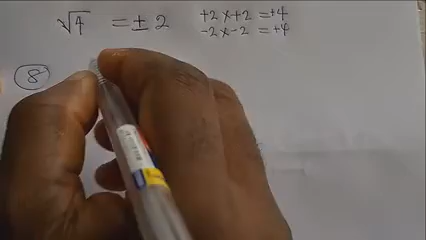 √4 = ± 2
+2 × +2 = +4
-2 × -2 = +4
8